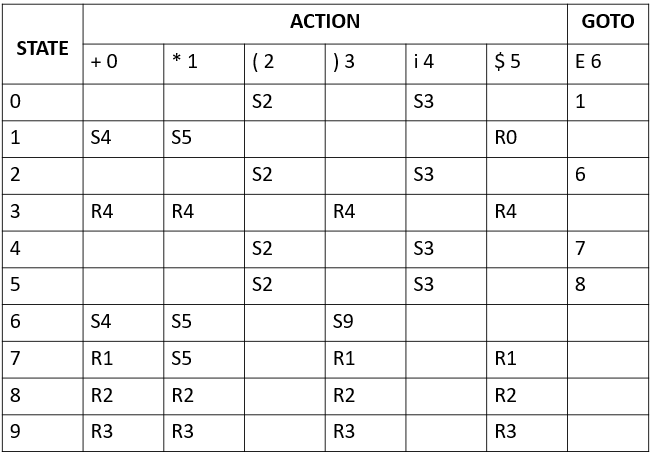 STATE ACTION GOTO
+ 0 * 1 ( 2 ) 3 i 4 $ 5 E 6
0 S2 S3 1
1 S4 S5 R0
2 S2 S3 6
3 R4 R4 R4 R4
4 S2 S3 7
5 S2 S3 8
6 S4 S5 S9
7 R1 S5 R1 R1
8 R2 R2 R2 R2
9 R3 R3 R3 R3